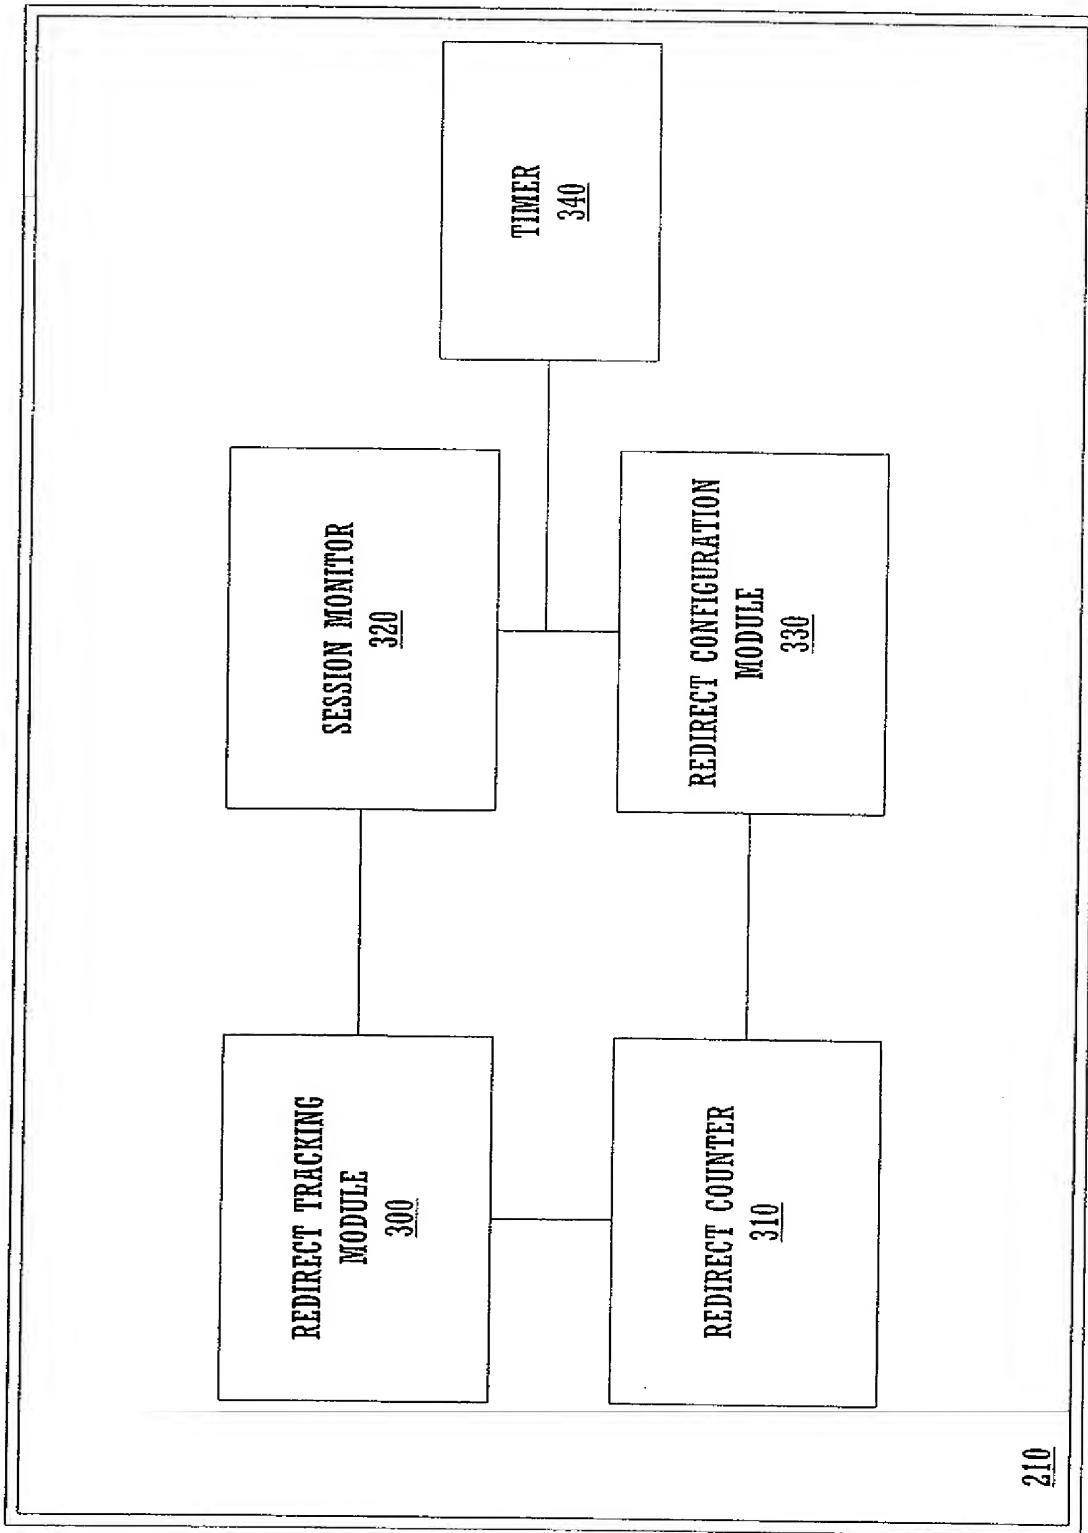 REDIRECT TRACKING
MODULE
300
SESSION MONITOR
320
TIMER
340
REDIRECT COUNTER
310
REDIRECT CONFIGURATION
MODULE
330
210